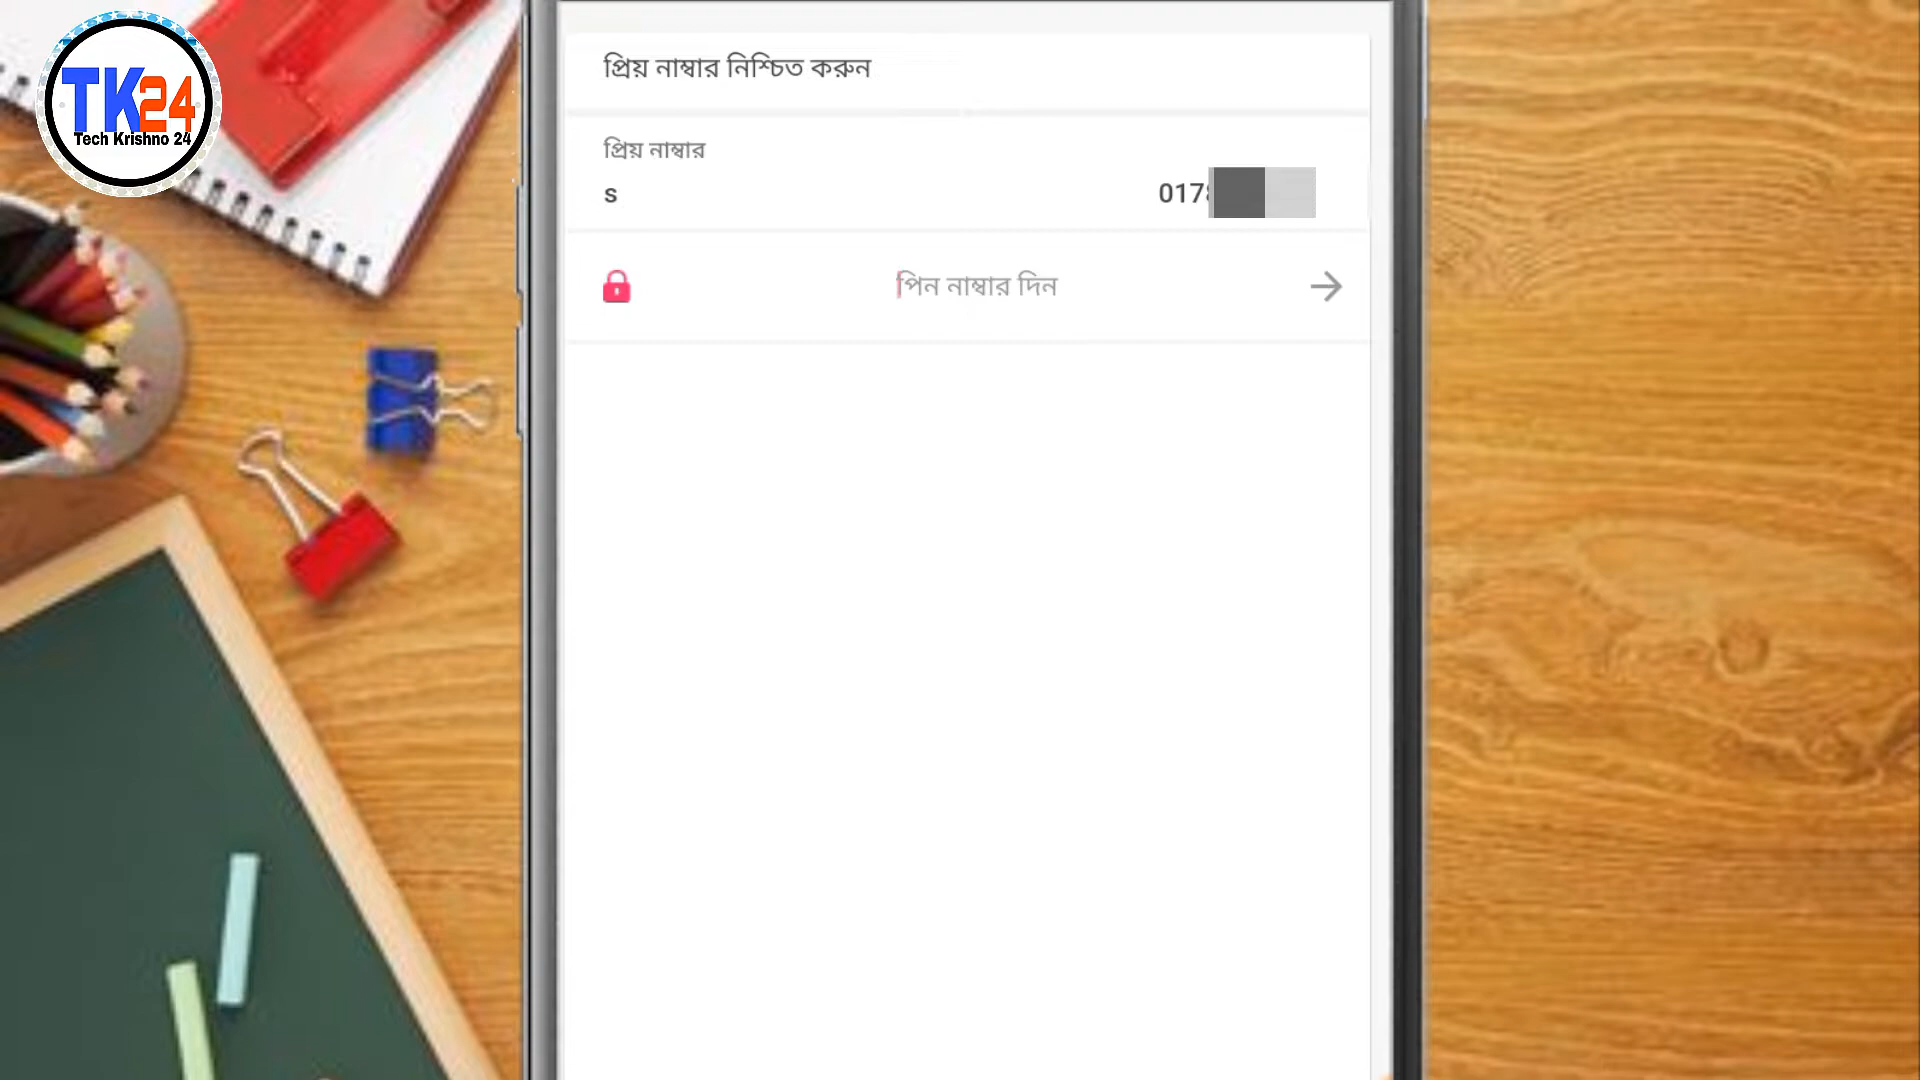 TK24
Tech Krishno 24
প্রিয় নাম্বার নিশ্চিত করুন
প্রিয় নাম্বার
s 017
পিন নাম্বার দিন